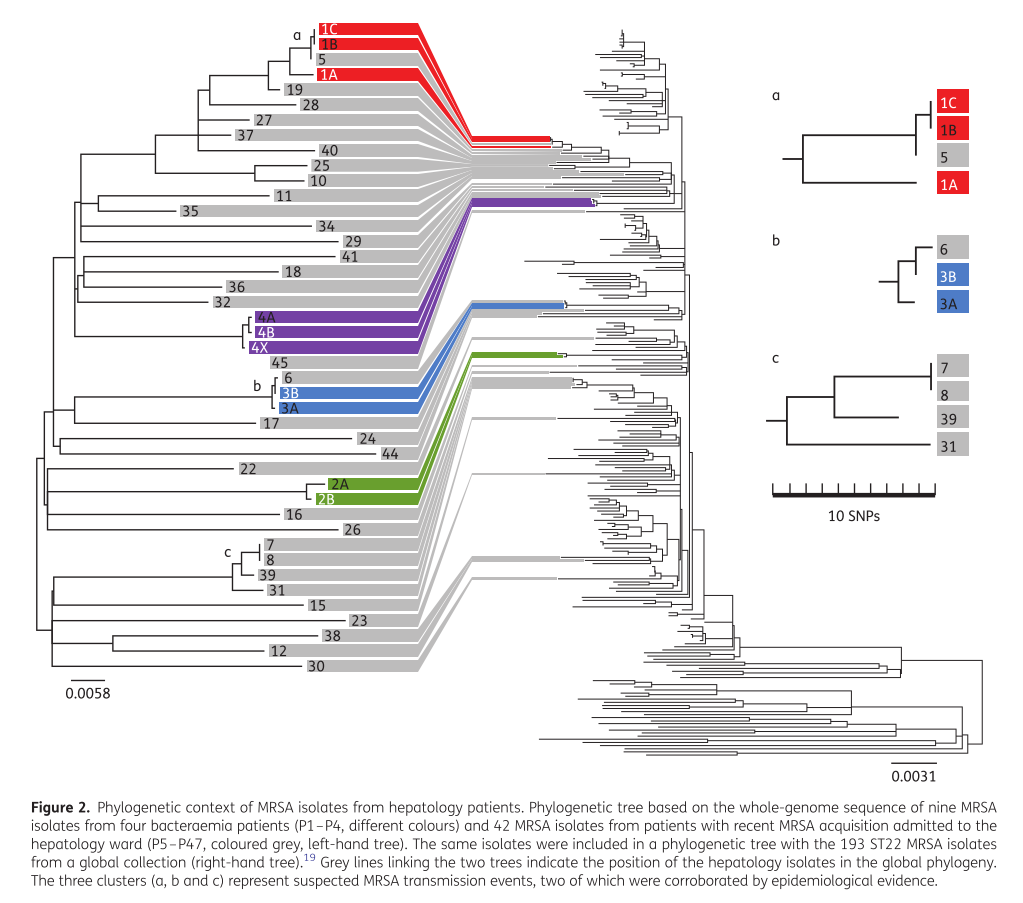 a
1C
1B
5
1A
19
28
27
37
40
25
10
11
35
34
29
41
18
36
32
4A
4B
4X
45
b
6
3B
3A
17
24
44
22
2A
2B
16
26
c
7
8
39
31
15
23
38
12
30
0.0058
0.0031
a
1C
1B
5
1A
b
6
3B
3A
c
7
8
39
31
10 SNPs
Figure 2. Phylogenetic context of MRSA isolates from hepatology patients. Phylogenetic tree based on the whole-genome sequence of nine MRSA
isolates from four bacteraemia patients (P1–P4, different colours) and 42 MRSA isolates from patients with recent MRSA acquisition admitted to the
hepatology ward (P5–P47, coloured grey, left-hand tree). The same isolates were included in a phylogenetic tree with the 193 ST22 MRSA isolates
from a global collection (right-hand tree).19 Grey lines linking the two trees indicate the position of the hepatology isolates in the global phylogeny.
The three clusters (a, b and c) represent suspected MRSA transmission events, two of which were corroborated by epidemiological evidence.